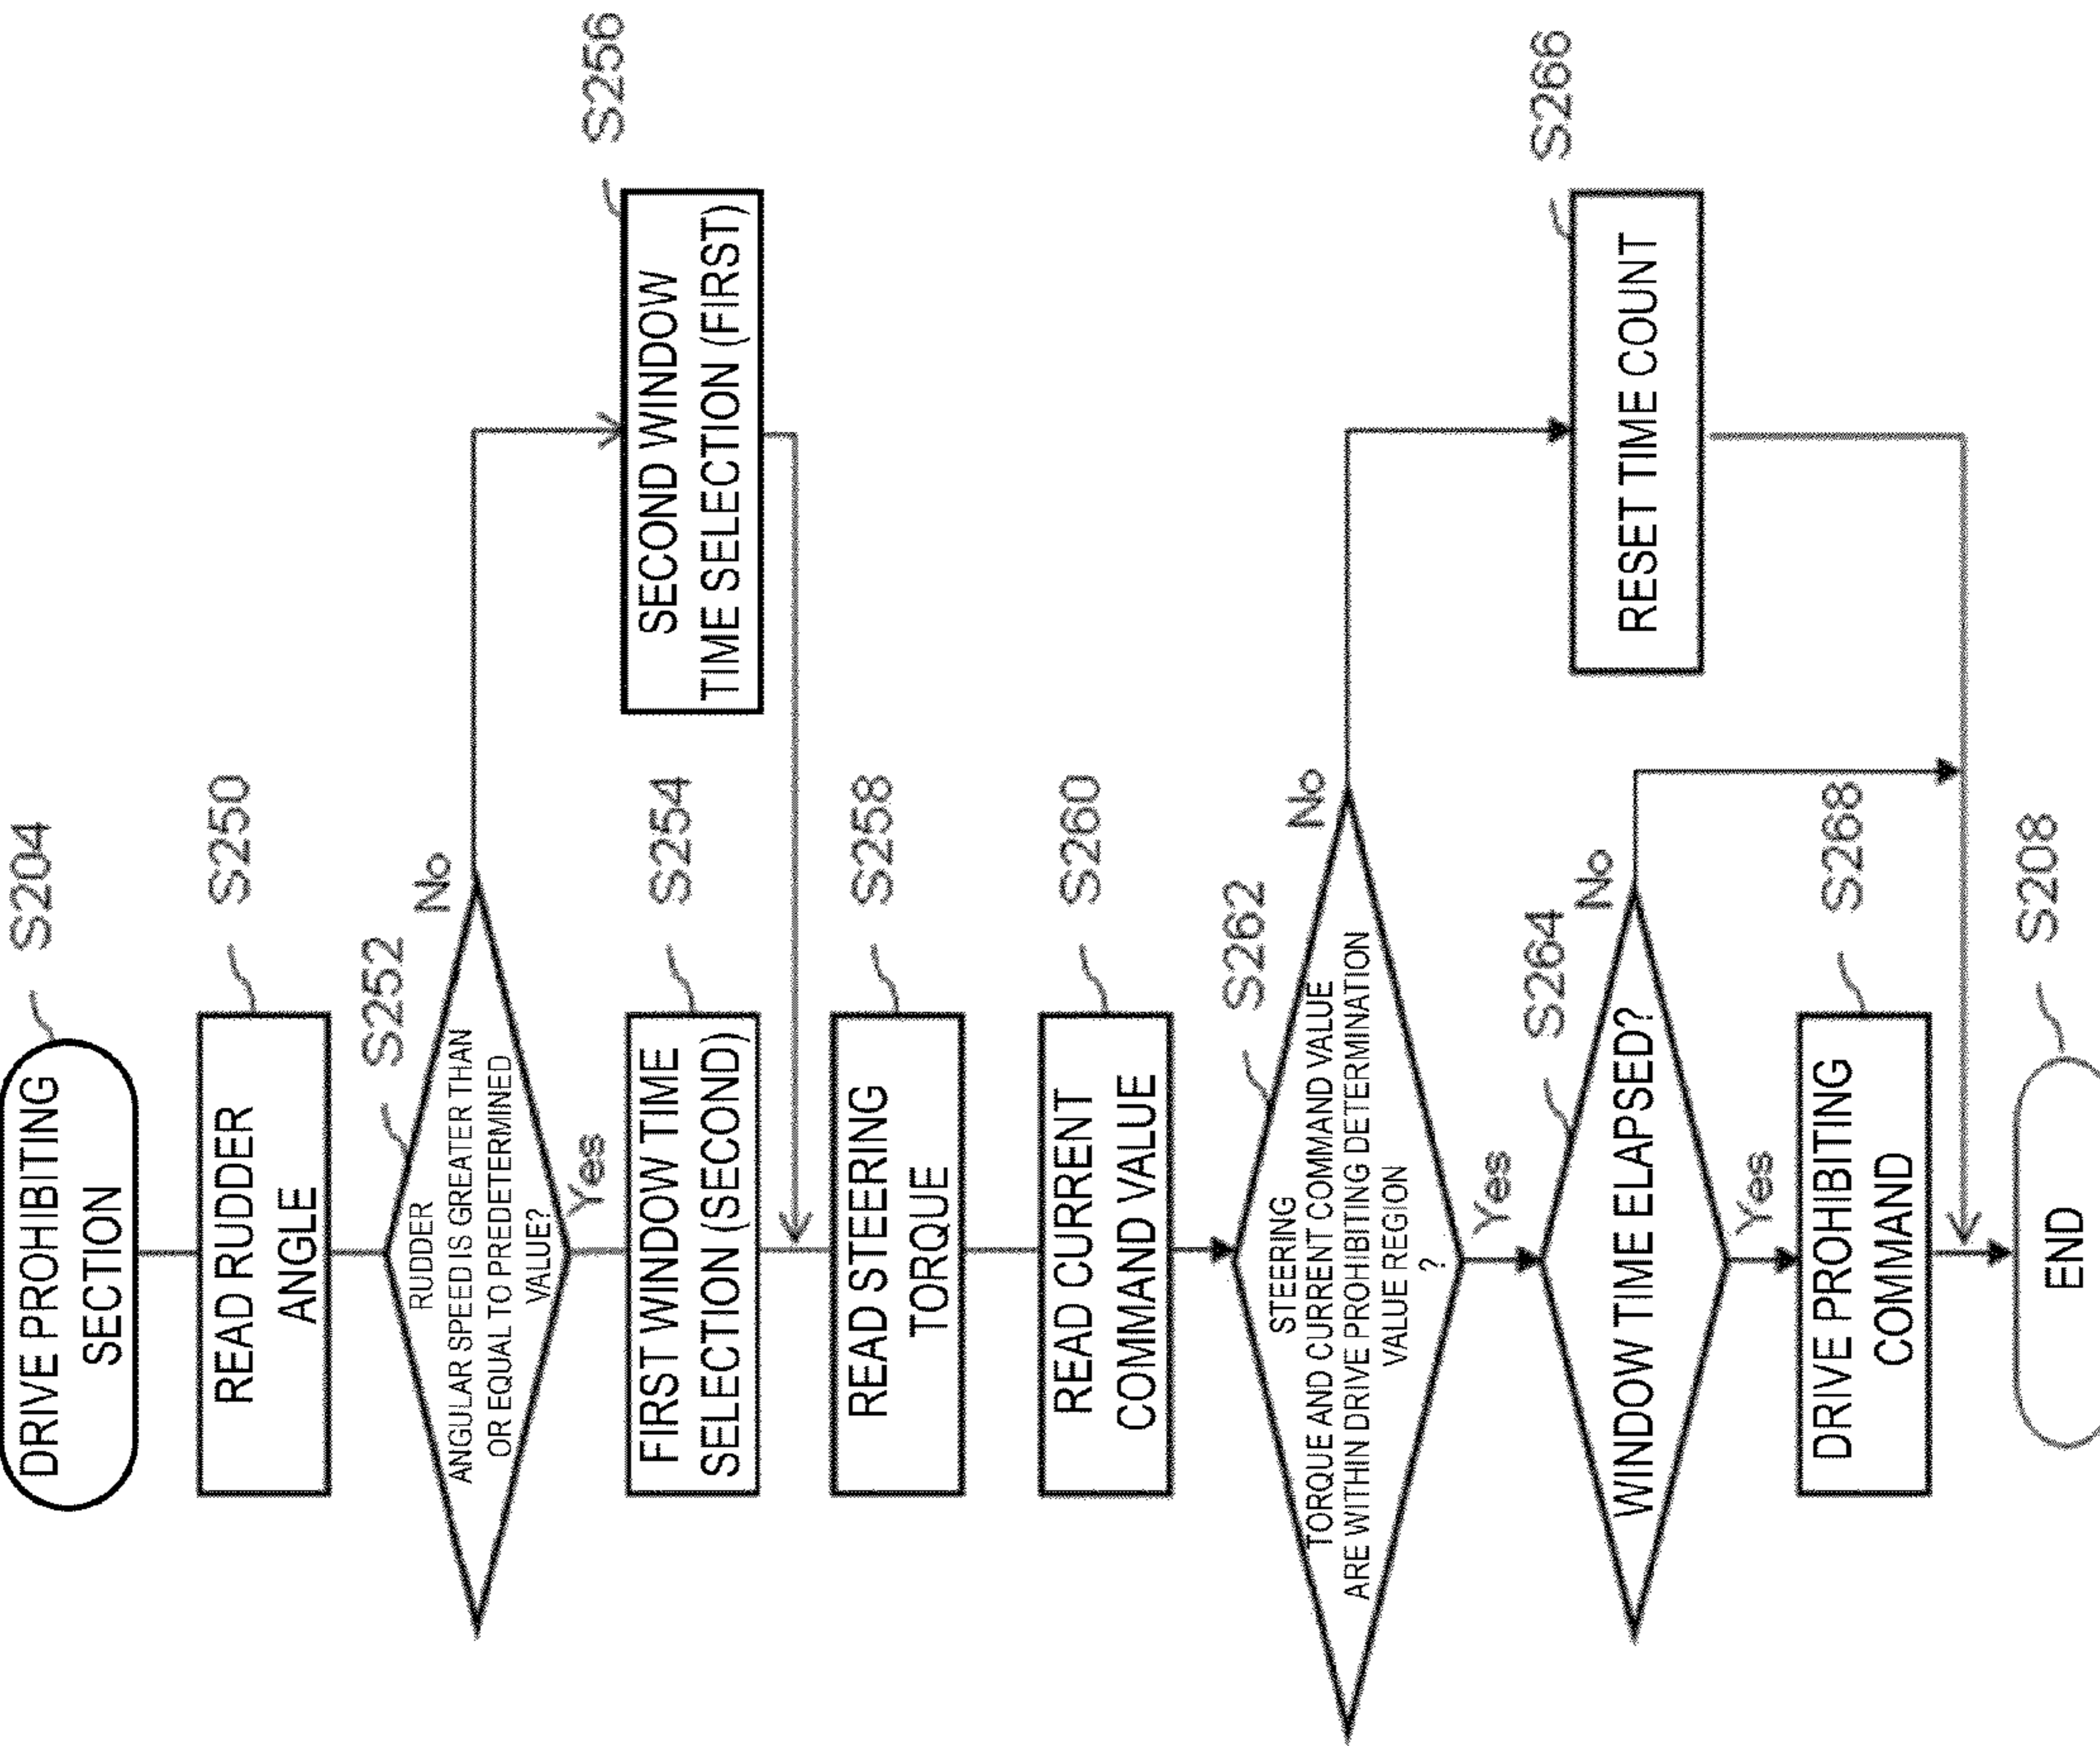 DRIVE PROHIBITING
SECTION
S204
READ RUDDER
ANGLE
S250
RUDDER
ANGULAR SPEED IS GREATER THAN
OR EQUAL TO PREDETERMINED
VALUE?
S252
No
Yes
FIRST WINDOW TIME
SELECTION (SECOND)
S254
SECOND WINDOW
TIME SELECTION (FIRST)
S256
READ STEERING
TORQUE
S258
READ CURRENT
COMMAND VALUE
S260
STEERING
TORQUE AND CURRENT COMMAND VALUE
ARE WITHIN DRIVE PROHIBITING DETERMINATION
VALUE REGION
?
S262
No
Yes
WINDOW TIME ELAPSED?
S264
No
Yes
RESET TIME COUNT
S266
DRIVE PROHIBITING
COMMAND
S268
END
S208